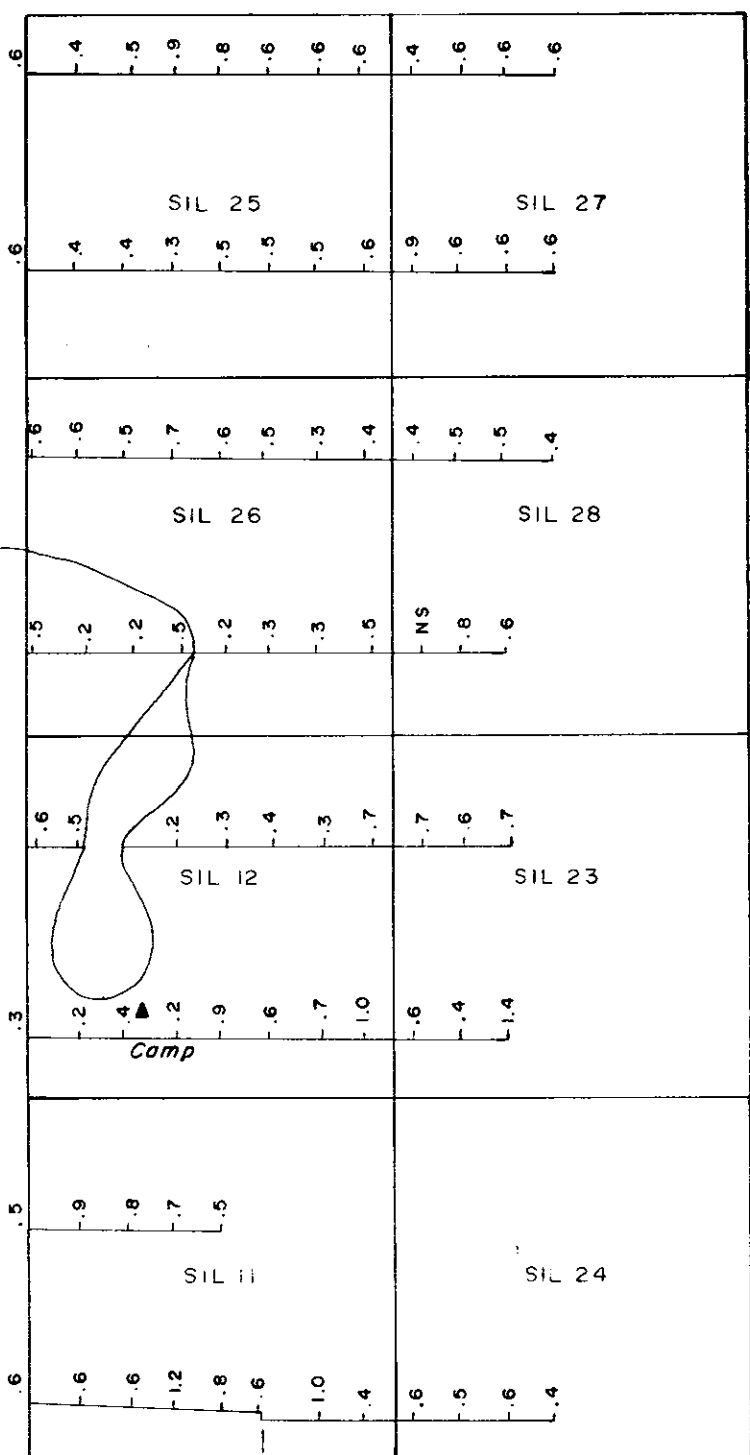 .6 .4 .5 .9 .8 .6 .6 .6 .4 .6 .6 .6
SIL 25 SIL 27
.6 .4 .4 .3 .5 .5 .5 .6 .9 .6 .6 .6
.6 .6 .5 .7 .6 .5 .3 .4 .4 .5 .5 .4
SIL 26 SIL 28
.5 .2 .2 .5 .2 .3 .3 .5 NS .8 .6
.6 .5 .2 .3 .4 .3 .7 .7 .6 .7
SIL 12 SIL 23
.3 .2 .4 .2 .9 .6 .7 1.0 .6 .4 1.4
Camp
.5 .9 .8 .7 .5
SIL 11 SIL 24
.6 .6 .6 1.2 .8 .6 1.0 .4 .6 .5 .6 .4